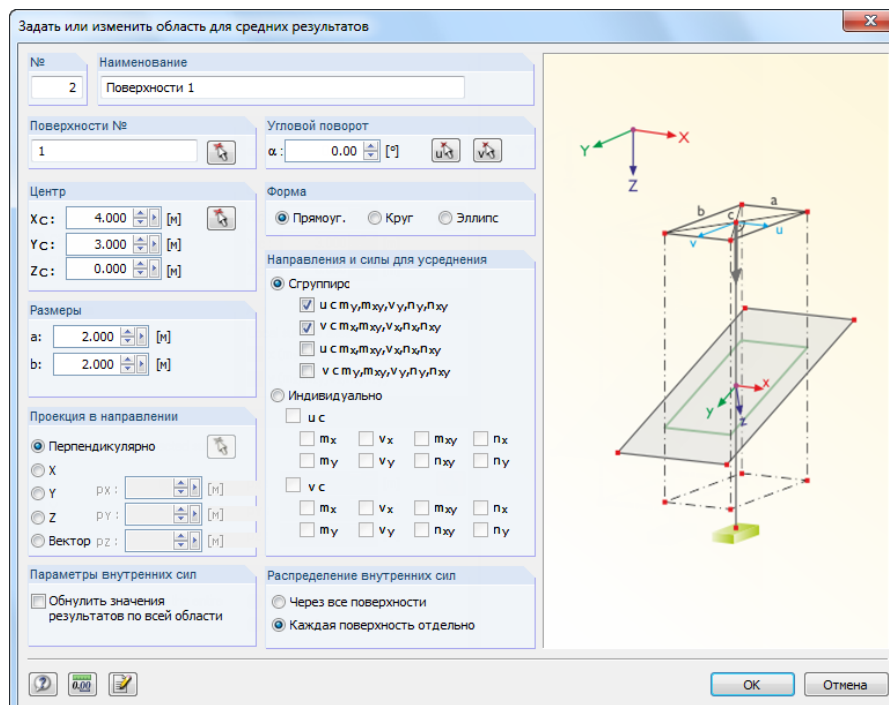 Задать или изменить область для средних результатов
№
2
Наименование
Поверхности 1
Поверхности №
1
Угловой поворот
α: 0.00 [°] u v
Центр
XC: 4.000 [м]
YC: 3.000 [м]
ZC: 0.000 [м]
Форма
Прямоуг. Круг Эллипс
Размеры
a: 2.000 [м]
b: 2.000 [м]
Направления и силы для усреднения
Сгруппирс
u c my,mxy,vy,ny,nxy
v c mx,mxy,vx,nx,nxy
u c mx,mxy,vx,nx,nxy
v c my,mxy,vy,ny,nxy
Индивидуально
u c
mx vx mxy nx
my vy nxy ny
v c
mx vx mxy nx
my vy nxy ny
Проекция в направлении
Перпендикулярно
X
Y pX: [м]
Z pY: [м]
Вектор pZ: [м]
Параметры внутренних сил
Обнулить значения
результатов по всей области
Распределение внутренних сил
Через все поверхности
Каждая поверхность отдельно
X
Y
Z
b
a
c
u
v
x
y
z
? 0.00
OK Отмена